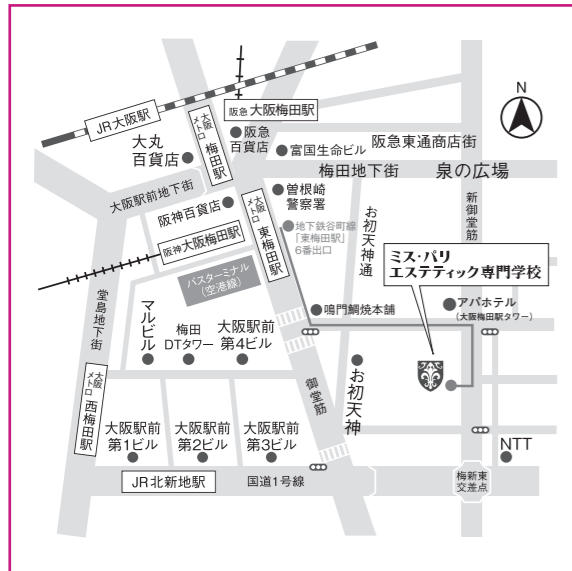 N
JR大阪駅
阪急 大阪梅田駅
大阪メトロ 梅田駅
大丸
百貨店
阪急
百貨店
富国生命ビル
阪急東通商店街
梅田地下街
泉の広場
大阪駅前地下街
曽根崎
警察署
阪神百貨店
大阪メトロ 東梅田駅
地下鉄谷町線
「東梅田駅」
6番出口
お初天神通
新御堂筋
阪神 大阪梅田駅
バスターミナル
(空港線)
ミス・パリ
エステティック専門学校
堂島地下街
マルビル
梅田
DTタワー
大阪駅前
第4ビル
鳴門鯛焼本舗
アパホテル
(大阪梅田駅タワー)
大阪メトロ 西梅田駅
御堂筋
お初天神
大阪駅前
第1ビル
大阪駅前
第2ビル
大阪駅前
第3ビル
NTT
JR北新地駅
国道1号線
梅新東
交差点